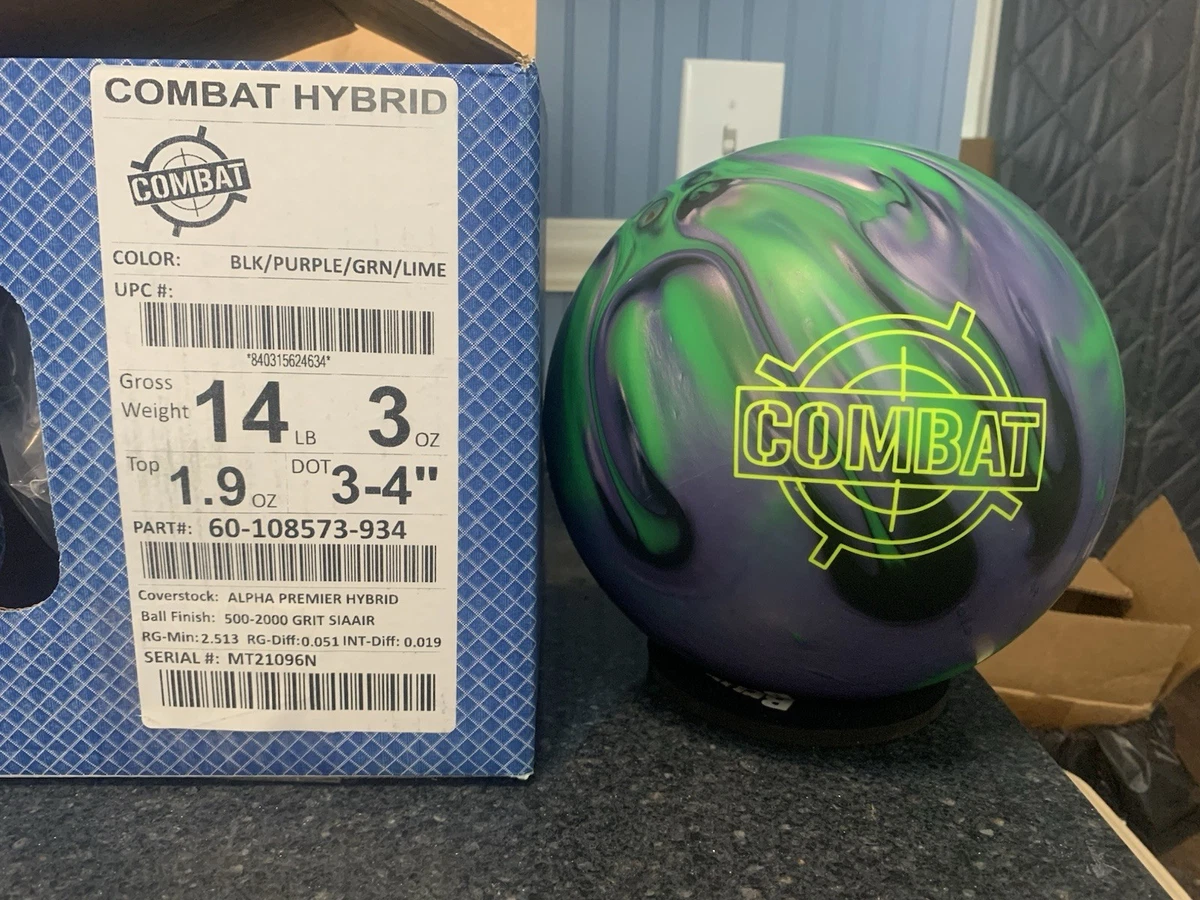 COMBAT HYBRID
COMBAT
COLOR: BLK/PURPLE/GRN/LIME
UPC #:
*840315624634*
Gross Weight 14 LB 3 OZ
Top 1.9 OZ DOT 3-4"
PART#: 60-108573-934
Coverstock: ALPHA PREMIER HYBRID
Ball Finish: 500-2000 GRIT SIAAIR
RG-Min: 2.513 RG-Diff: 0.051 INT-Diff: 0.019
SERIAL #: MT21096N
COMBAT